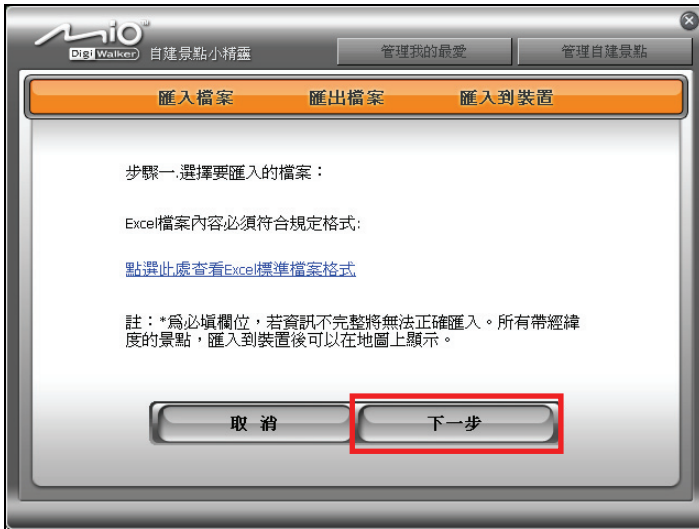 Mio
DigiWalker 自建景點小精靈
管理我的最愛 管理自建景點
匯入檔案 匯出檔案 匯入到裝置
步驟一.選擇要匯入的檔案：
Excel檔案內容必須符合規定格式:
點選此處查看Excel標準檔案格式
註：*為必填欄位，若資訊不完整將無法正確匯入。所有帶經緯
度的景點，匯入到裝置後可以在地圖上顯示。
取 消 下一步